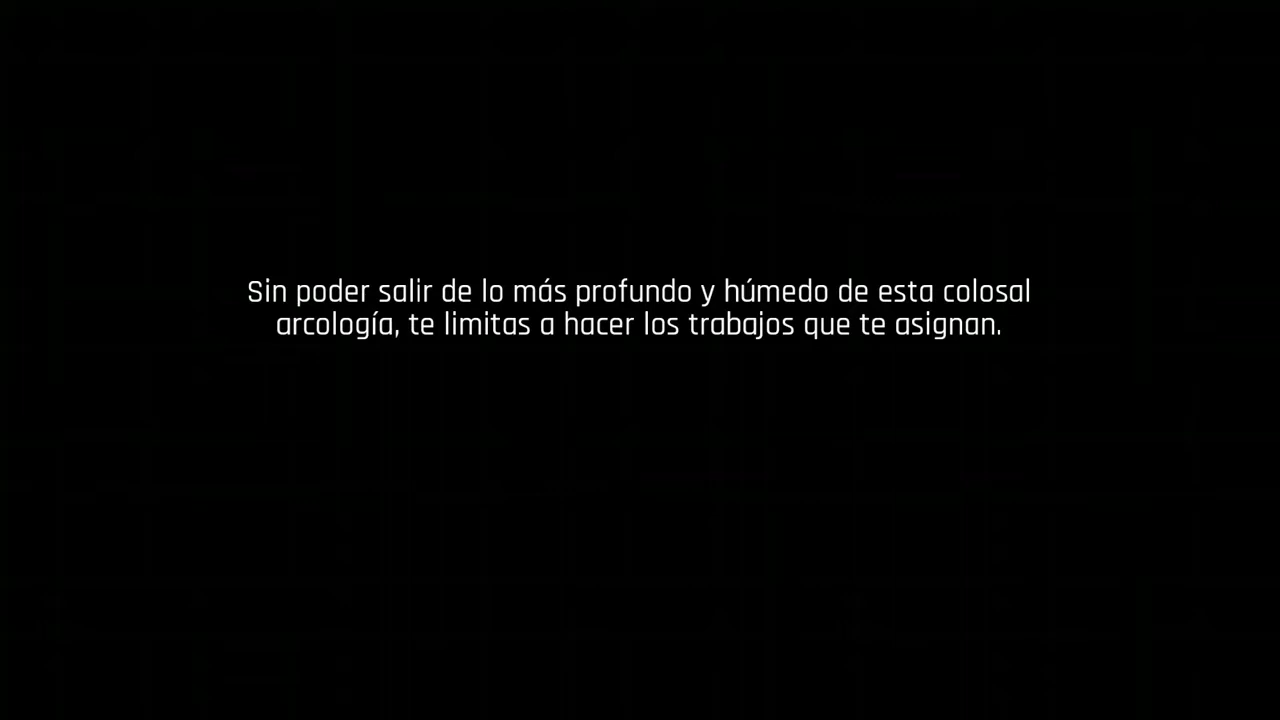 Sin poder salir de lo más profundo y húmedo de esta colosal
arcología, te limitas a hacer los trabajos que te asignan.